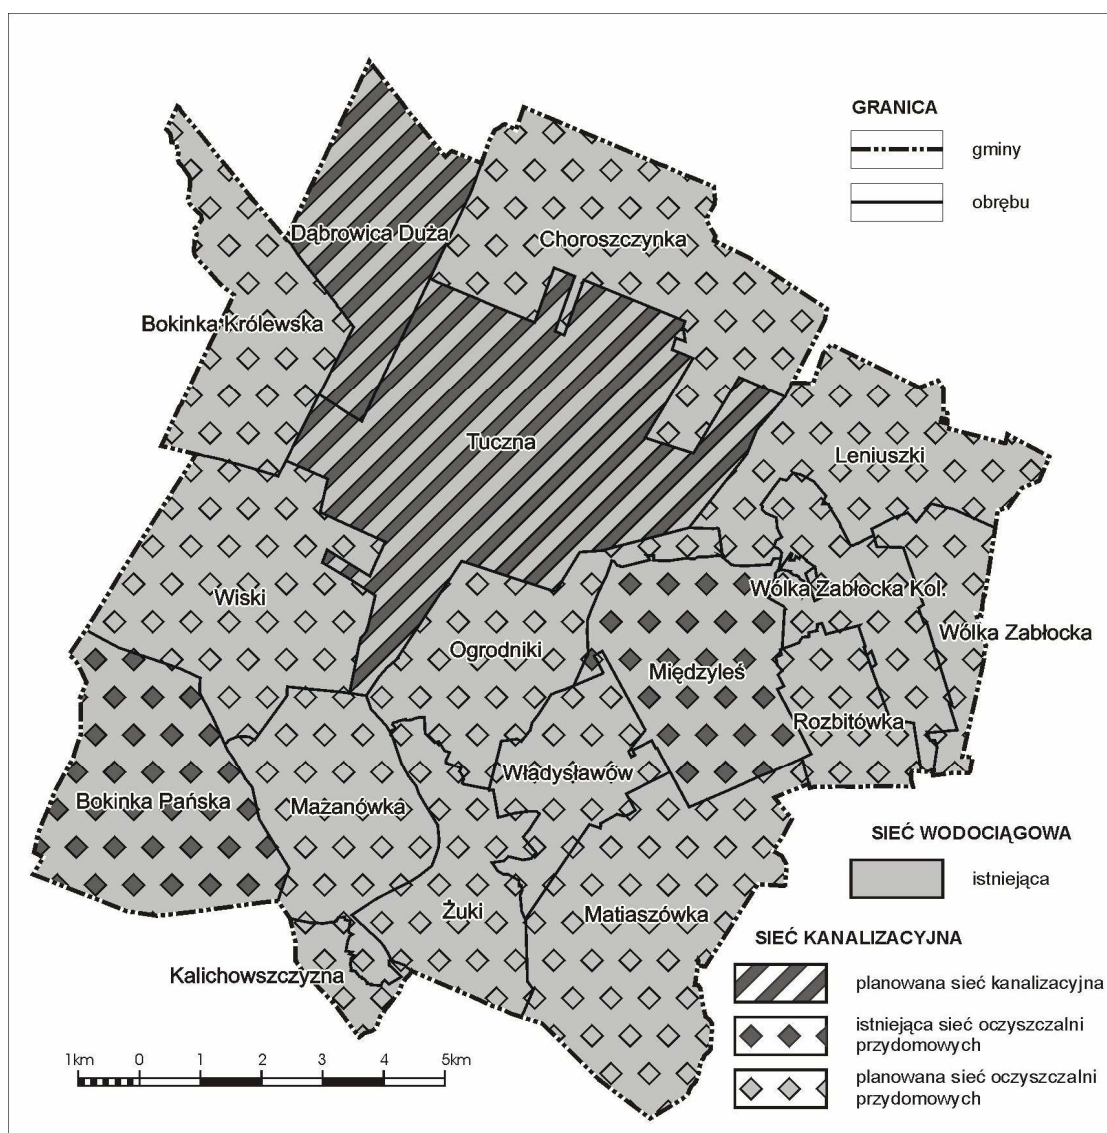 GRANICA
gminy
obrębu
Dąbrowica Duża
Choroszczynka
Bokinka Królewska
Tuczna
Leniuszki
Wiski
Wólka Zabłocka Kol.
Wólka Zabłocka
Ogrodniki
Międzyleś
Rozbitówka
Władysławów
Bokinka Pańska
Mażanówka
Żuki
Matiaszówka
Kalichowszczyzna
SIEĆ WODOCIĄGOWA
istniejąca
SIEĆ KANALIZACYJNA
planowana sieć kanalizacyjna
istniejąca sieć oczyszczalni
przydomowych
planowana sieć oczyszczalni
przydomowych
1km 0 1 2 3 4 5km